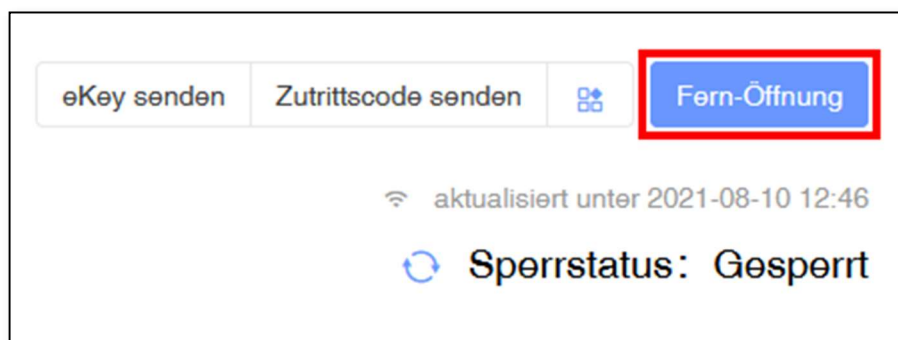 eKey senden Zutrittscode senden Fern-Öffnung
aktualisiert unter 2021-08-10 12:46
Sperrstatus: Gesperrt